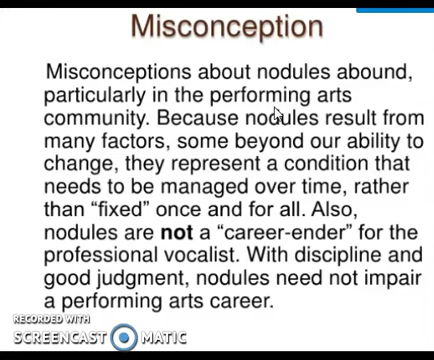 Misconception
Misconceptions about nodules abound,
particularly in the performing arts
community. Because nodules result from
many factors, some beyond our ability to
change, they represent a condition that
needs to be managed over time, rather
than “fixed” once and for all. Also,
nodules are not a “career-ender” for the
professional vocalist. With discipline and
good judgment, nodules need not impair
a performing arts career.
RECORDED WITH
SCREENCAST MATIC